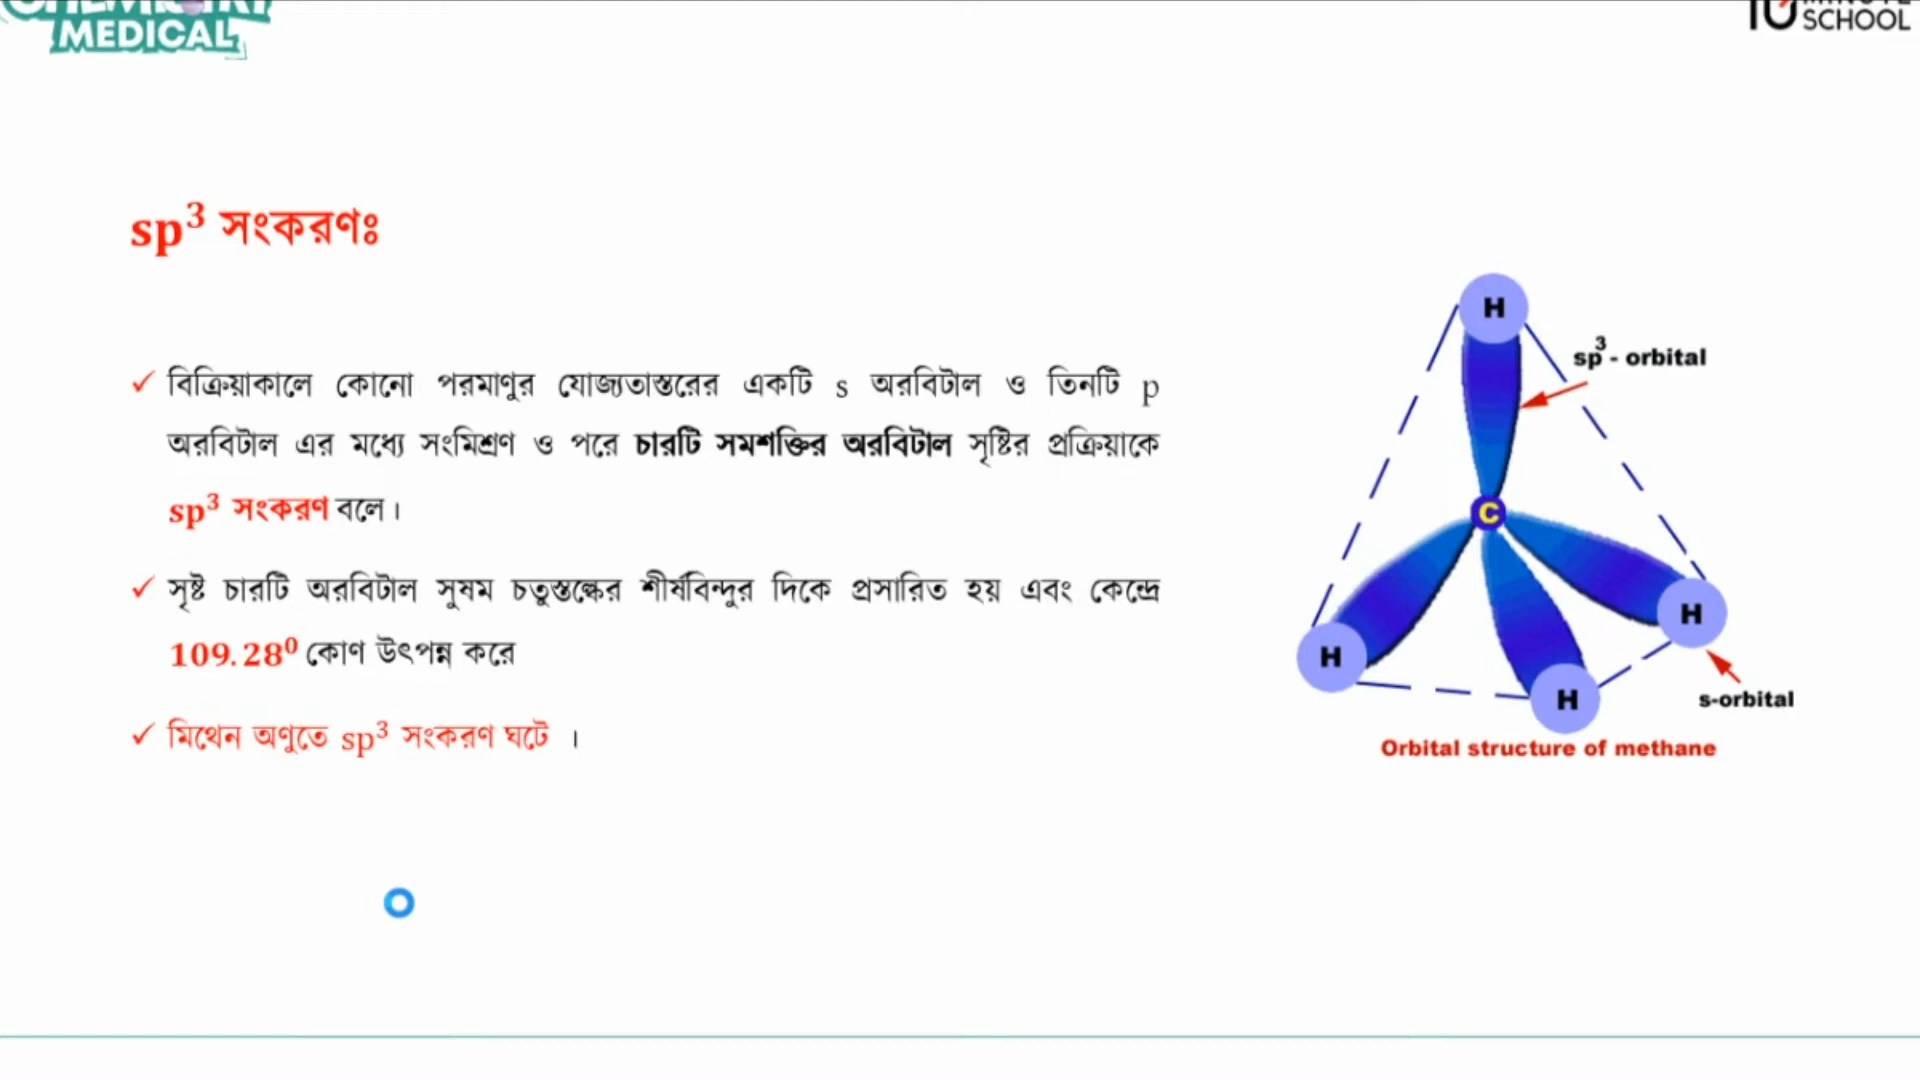 MEDICAL
SCHOOL
sp³ সংকরণঃ
✓ বিক্রিয়াকালে কোনো পরমাণুর যোজ্যতাস্তরের একটি s অরবিটাল ও তিনটি p
অরবিটাল এর মধ্যে সংমিশ্রণ ও পরে চারটি সমশক্তির অরবিটাল সৃষ্টির প্রক্রিয়াকে
sp³ সংকরণ বলে।
✓ সৃষ্ট চারটি অরবিটাল সুষম চতুস্তল্কের শীর্ষবিন্দুর দিকে প্রসারিত হয় এবং কেন্দ্রে
109.28⁰ কোণ উৎপন্ন করে
✓ মিথেন অণুতে sp³ সংকরণ ঘটে ।
H
sp³ - orbital
C
H
H
H
s-orbital
Orbital structure of methane